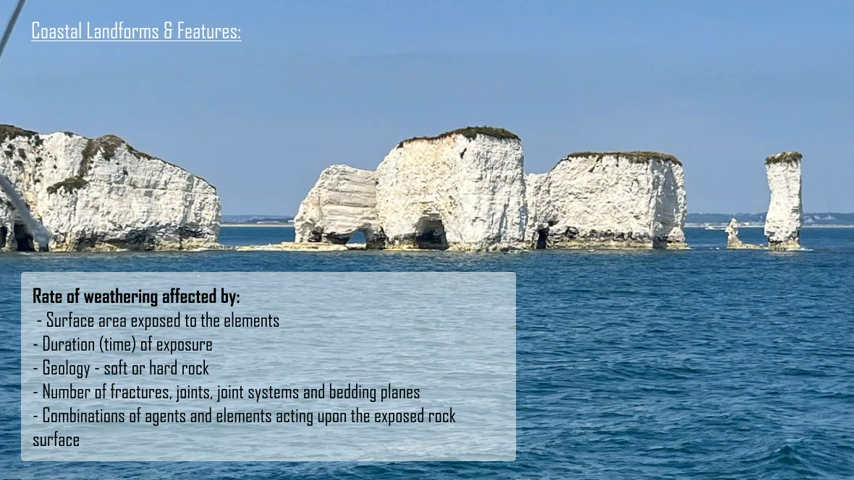 Coastal Landforms & Features:
Rate of weathering affected by:
- Surface area exposed to the elements
- Duration (time) of exposure
- Geology - soft or hard rock
- Number of fractures, joints, joint systems and bedding planes
- Combinations of agents and elements acting upon the exposed rock
surface